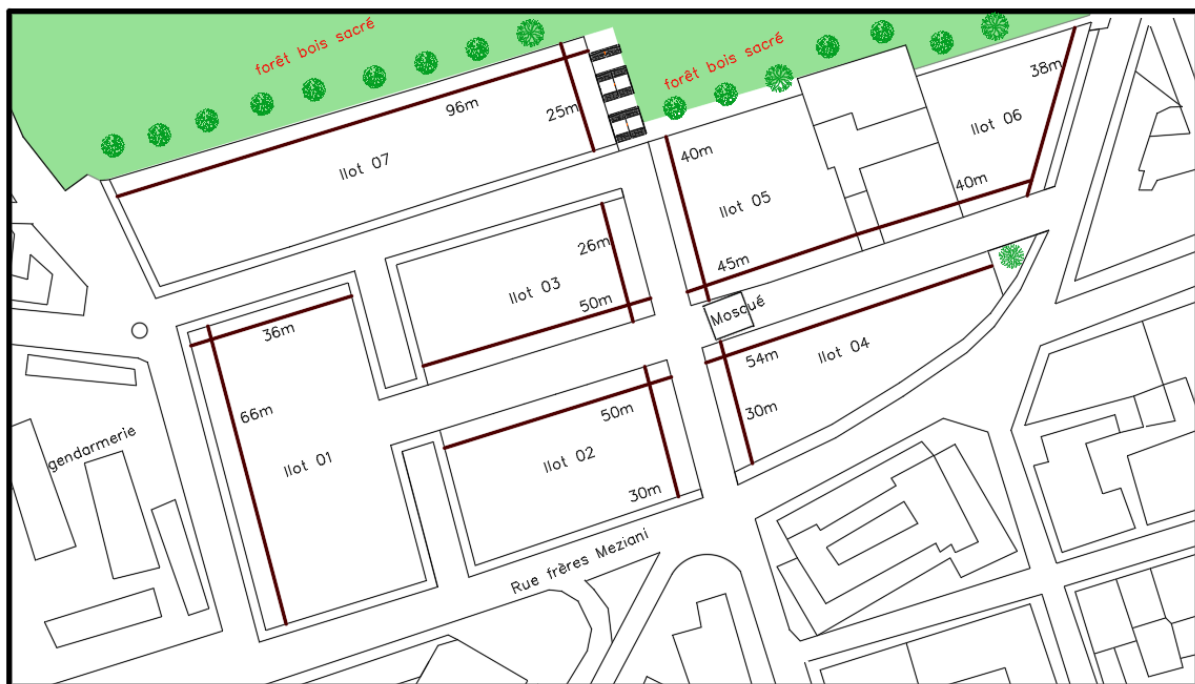 forêt bois sacré
forêt bois sacré
96m
25m
Ilot 07
38m
Ilot 06
40m
40m
Ilot 05
45m
26m
Ilot 03
50m
Mosqué
36m
54m
Ilot 04
66m
50m
30m
gendarmerie
Ilot 01
Ilot 02
30m
Rue frères Meziani